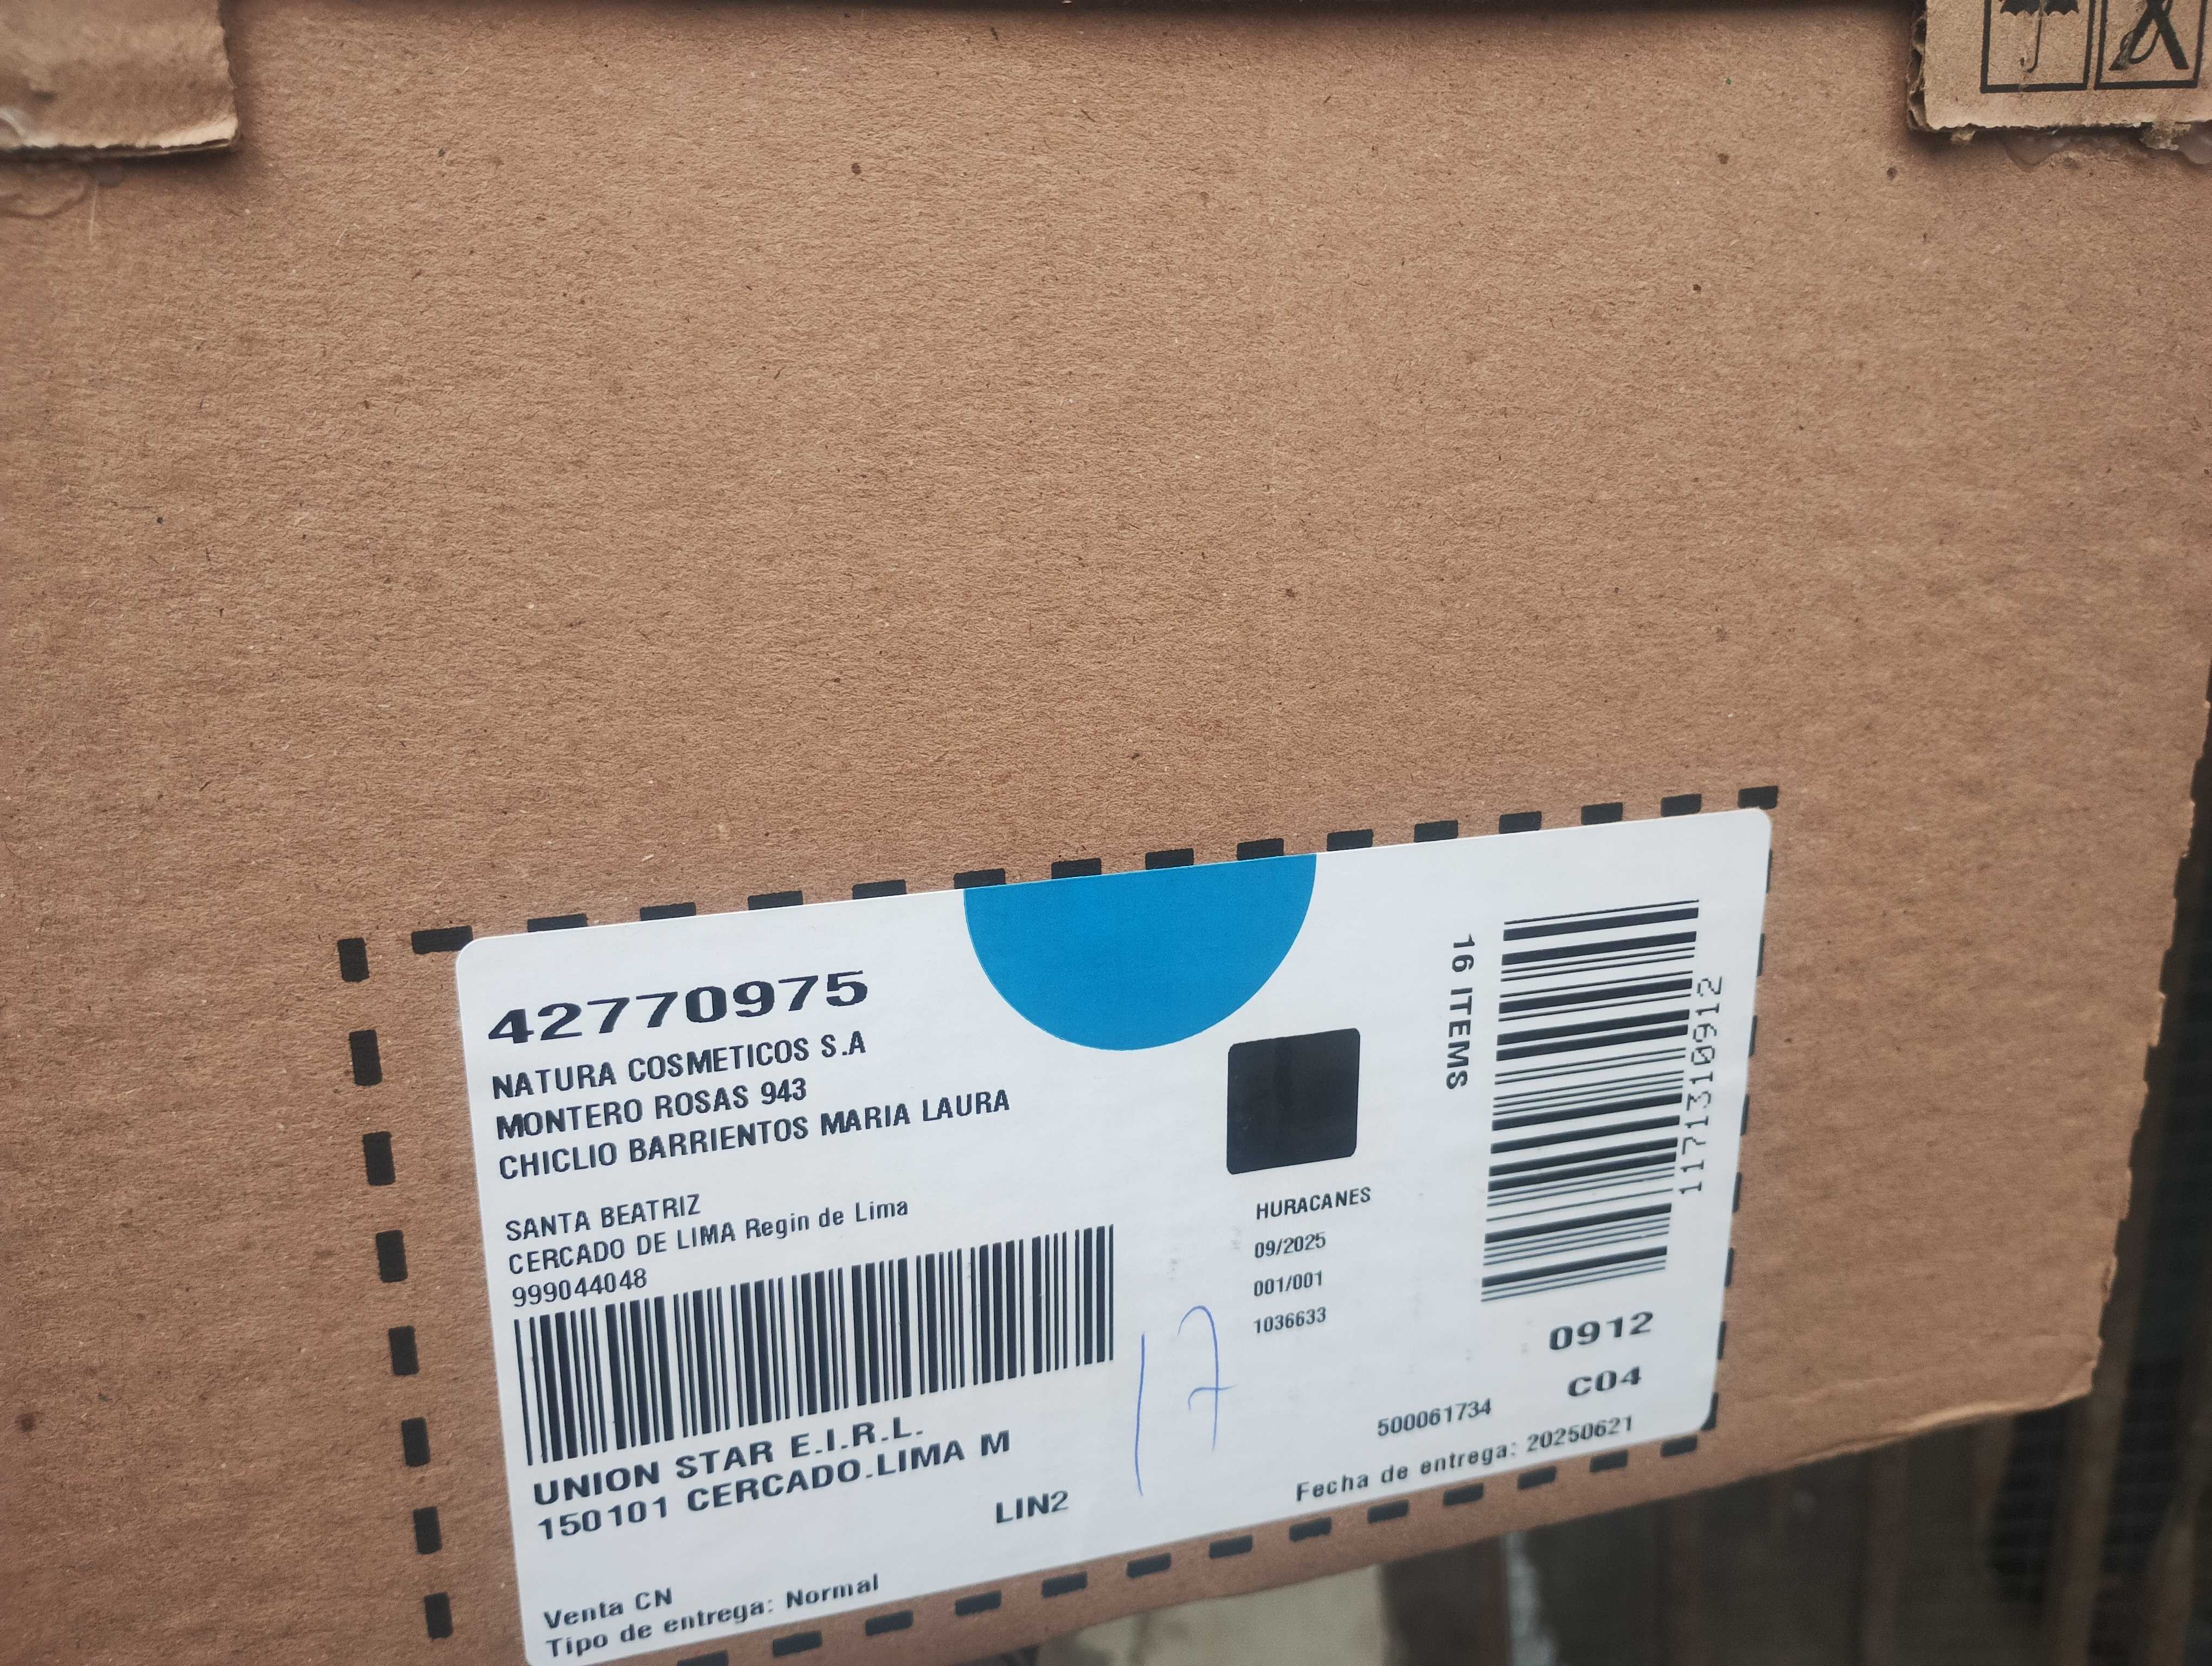 42770975
NATURA COSMETICOS S.A
MONTERO ROSAS 943
CHICLIO BARRIENTOS MARIA LAURA
SANTA BEATRIZ
CERCADO DE LIMA Regin de Lima
999044048
UNION STAR E.I.R.L.
150101 CERCADO.LIMA M
LIN2
Venta CN
Tipo de entrega: Normal
17
HURACANES
09/2025
001/001
1036633
16 ITEMS
1171310912
0912
C04
500061734
Fecha de entrega: 20250621